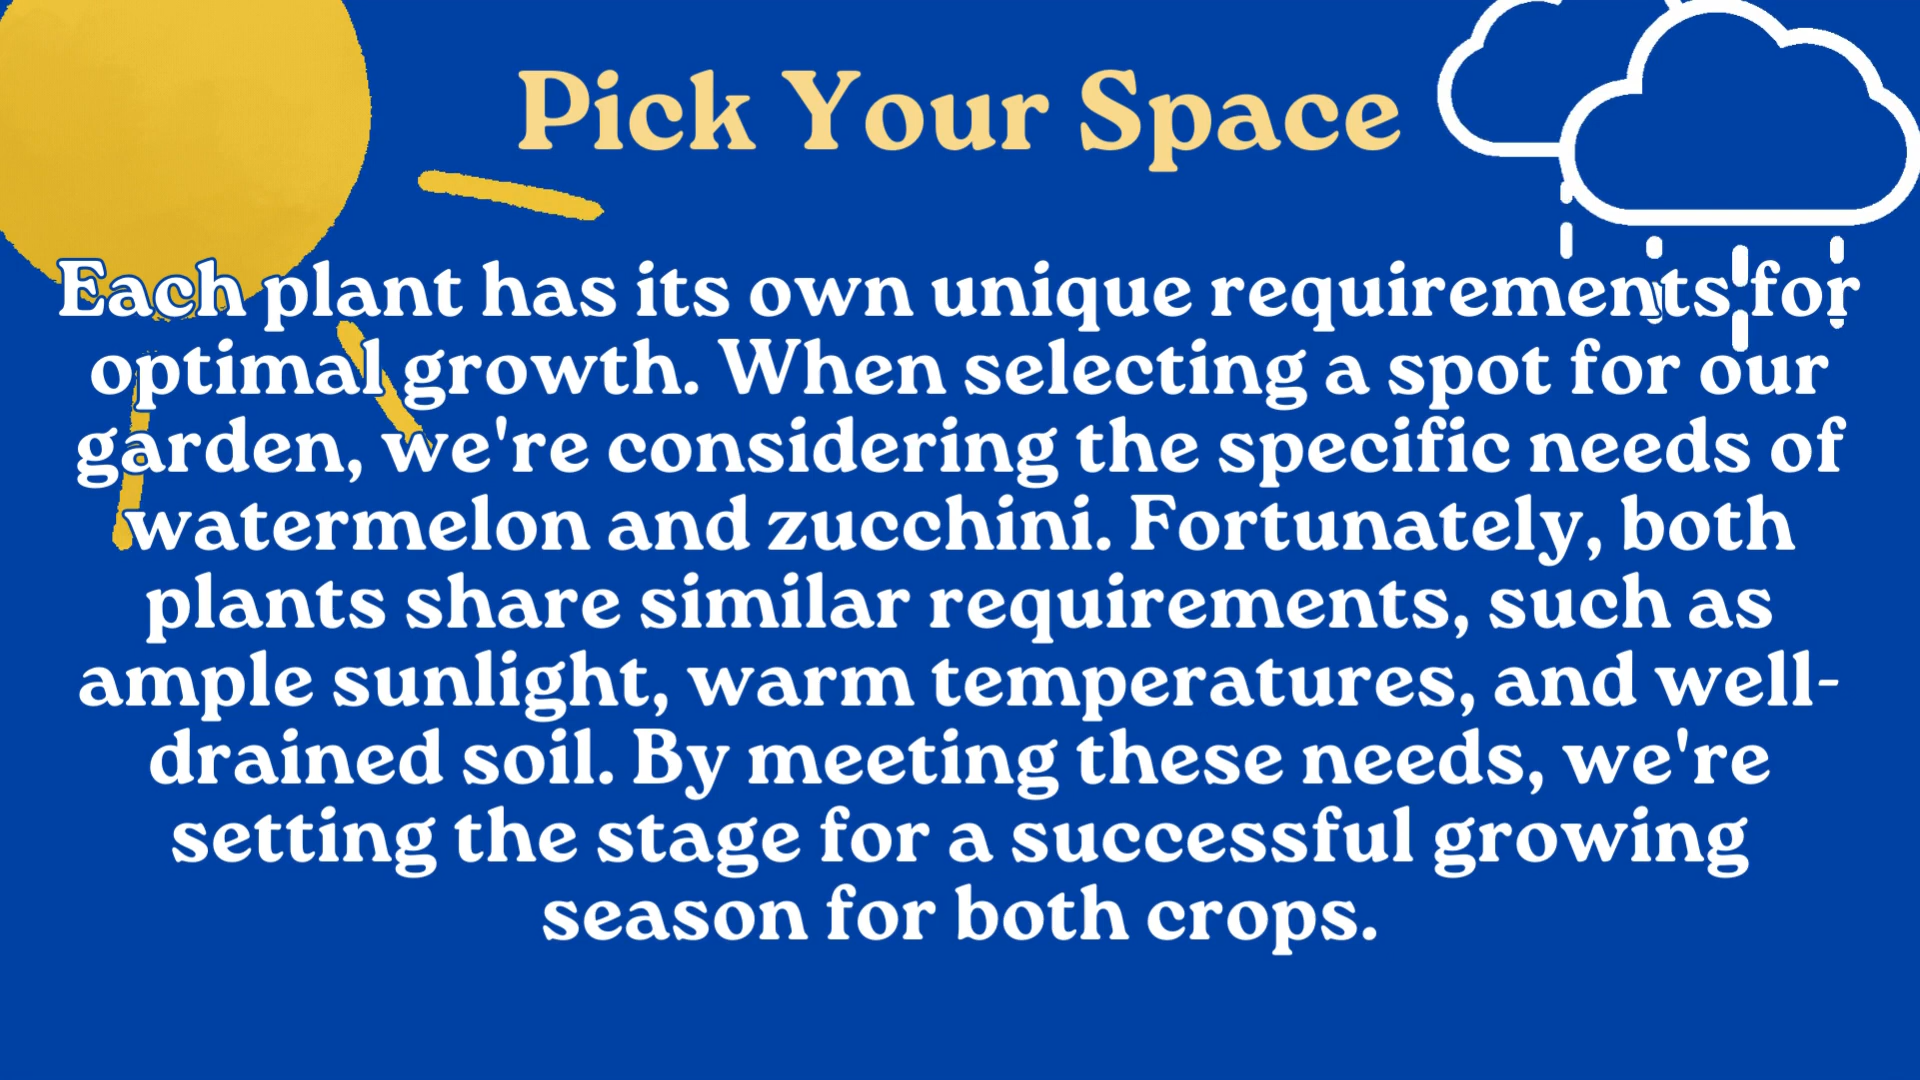 Pick Your Space
Each plant has its own unique requirements for
optimal growth. When selecting a spot for our
garden, we're considering the specific needs of
watermelon and zucchini. Fortunately, both
plants share similar requirements, such as
ample sunlight, warm temperatures, and well-
drained soil. By meeting these needs, we're
setting the stage for a successful growing
season for both crops.